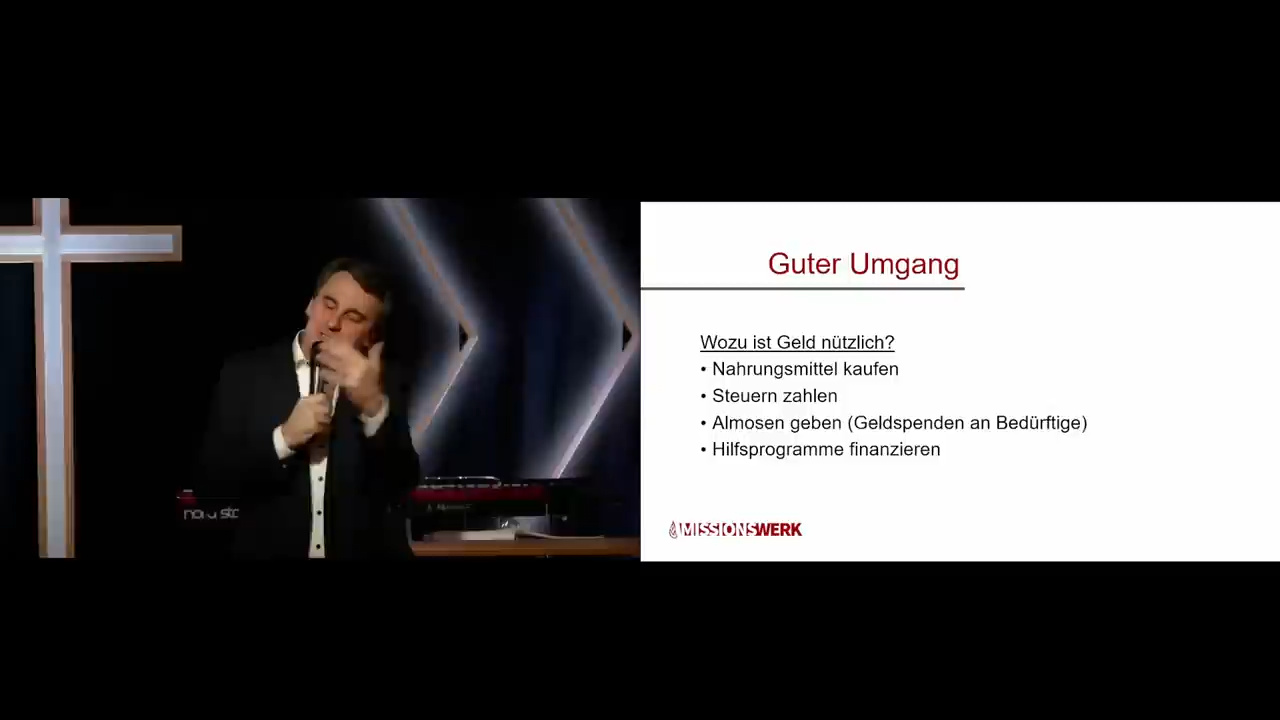 Guter Umgang
Wozu ist Geld nützlich?
• Nahrungsmittel kaufen
• Steuern zahlen
• Almosen geben (Geldspenden an Bedürftige)
• Hilfsprogramme finanzieren
MISSIONSWERK